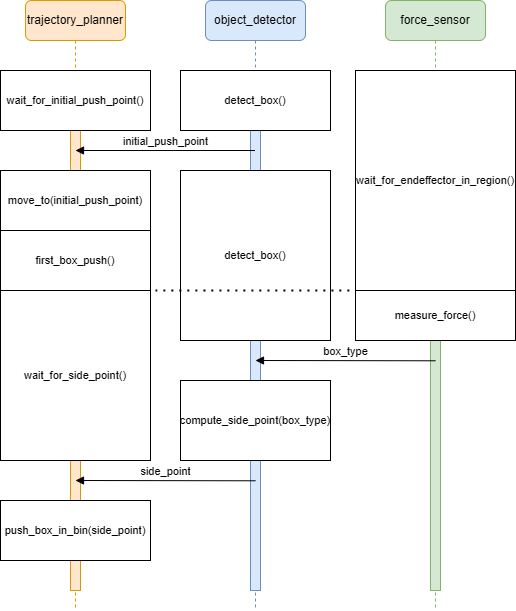 trajectory_planner
object_detector
force_sensor
wait_for_initial_push_point()
detect_box()
initial_push_point
wait_for_endeffector_in_region()
move_to(initial_push_point)
first_box_push()
detect_box()
measure_force()
box_type
wait_for_side_point()
compute_side_point(box_type)
side_point
push_box_in_bin(side_point)